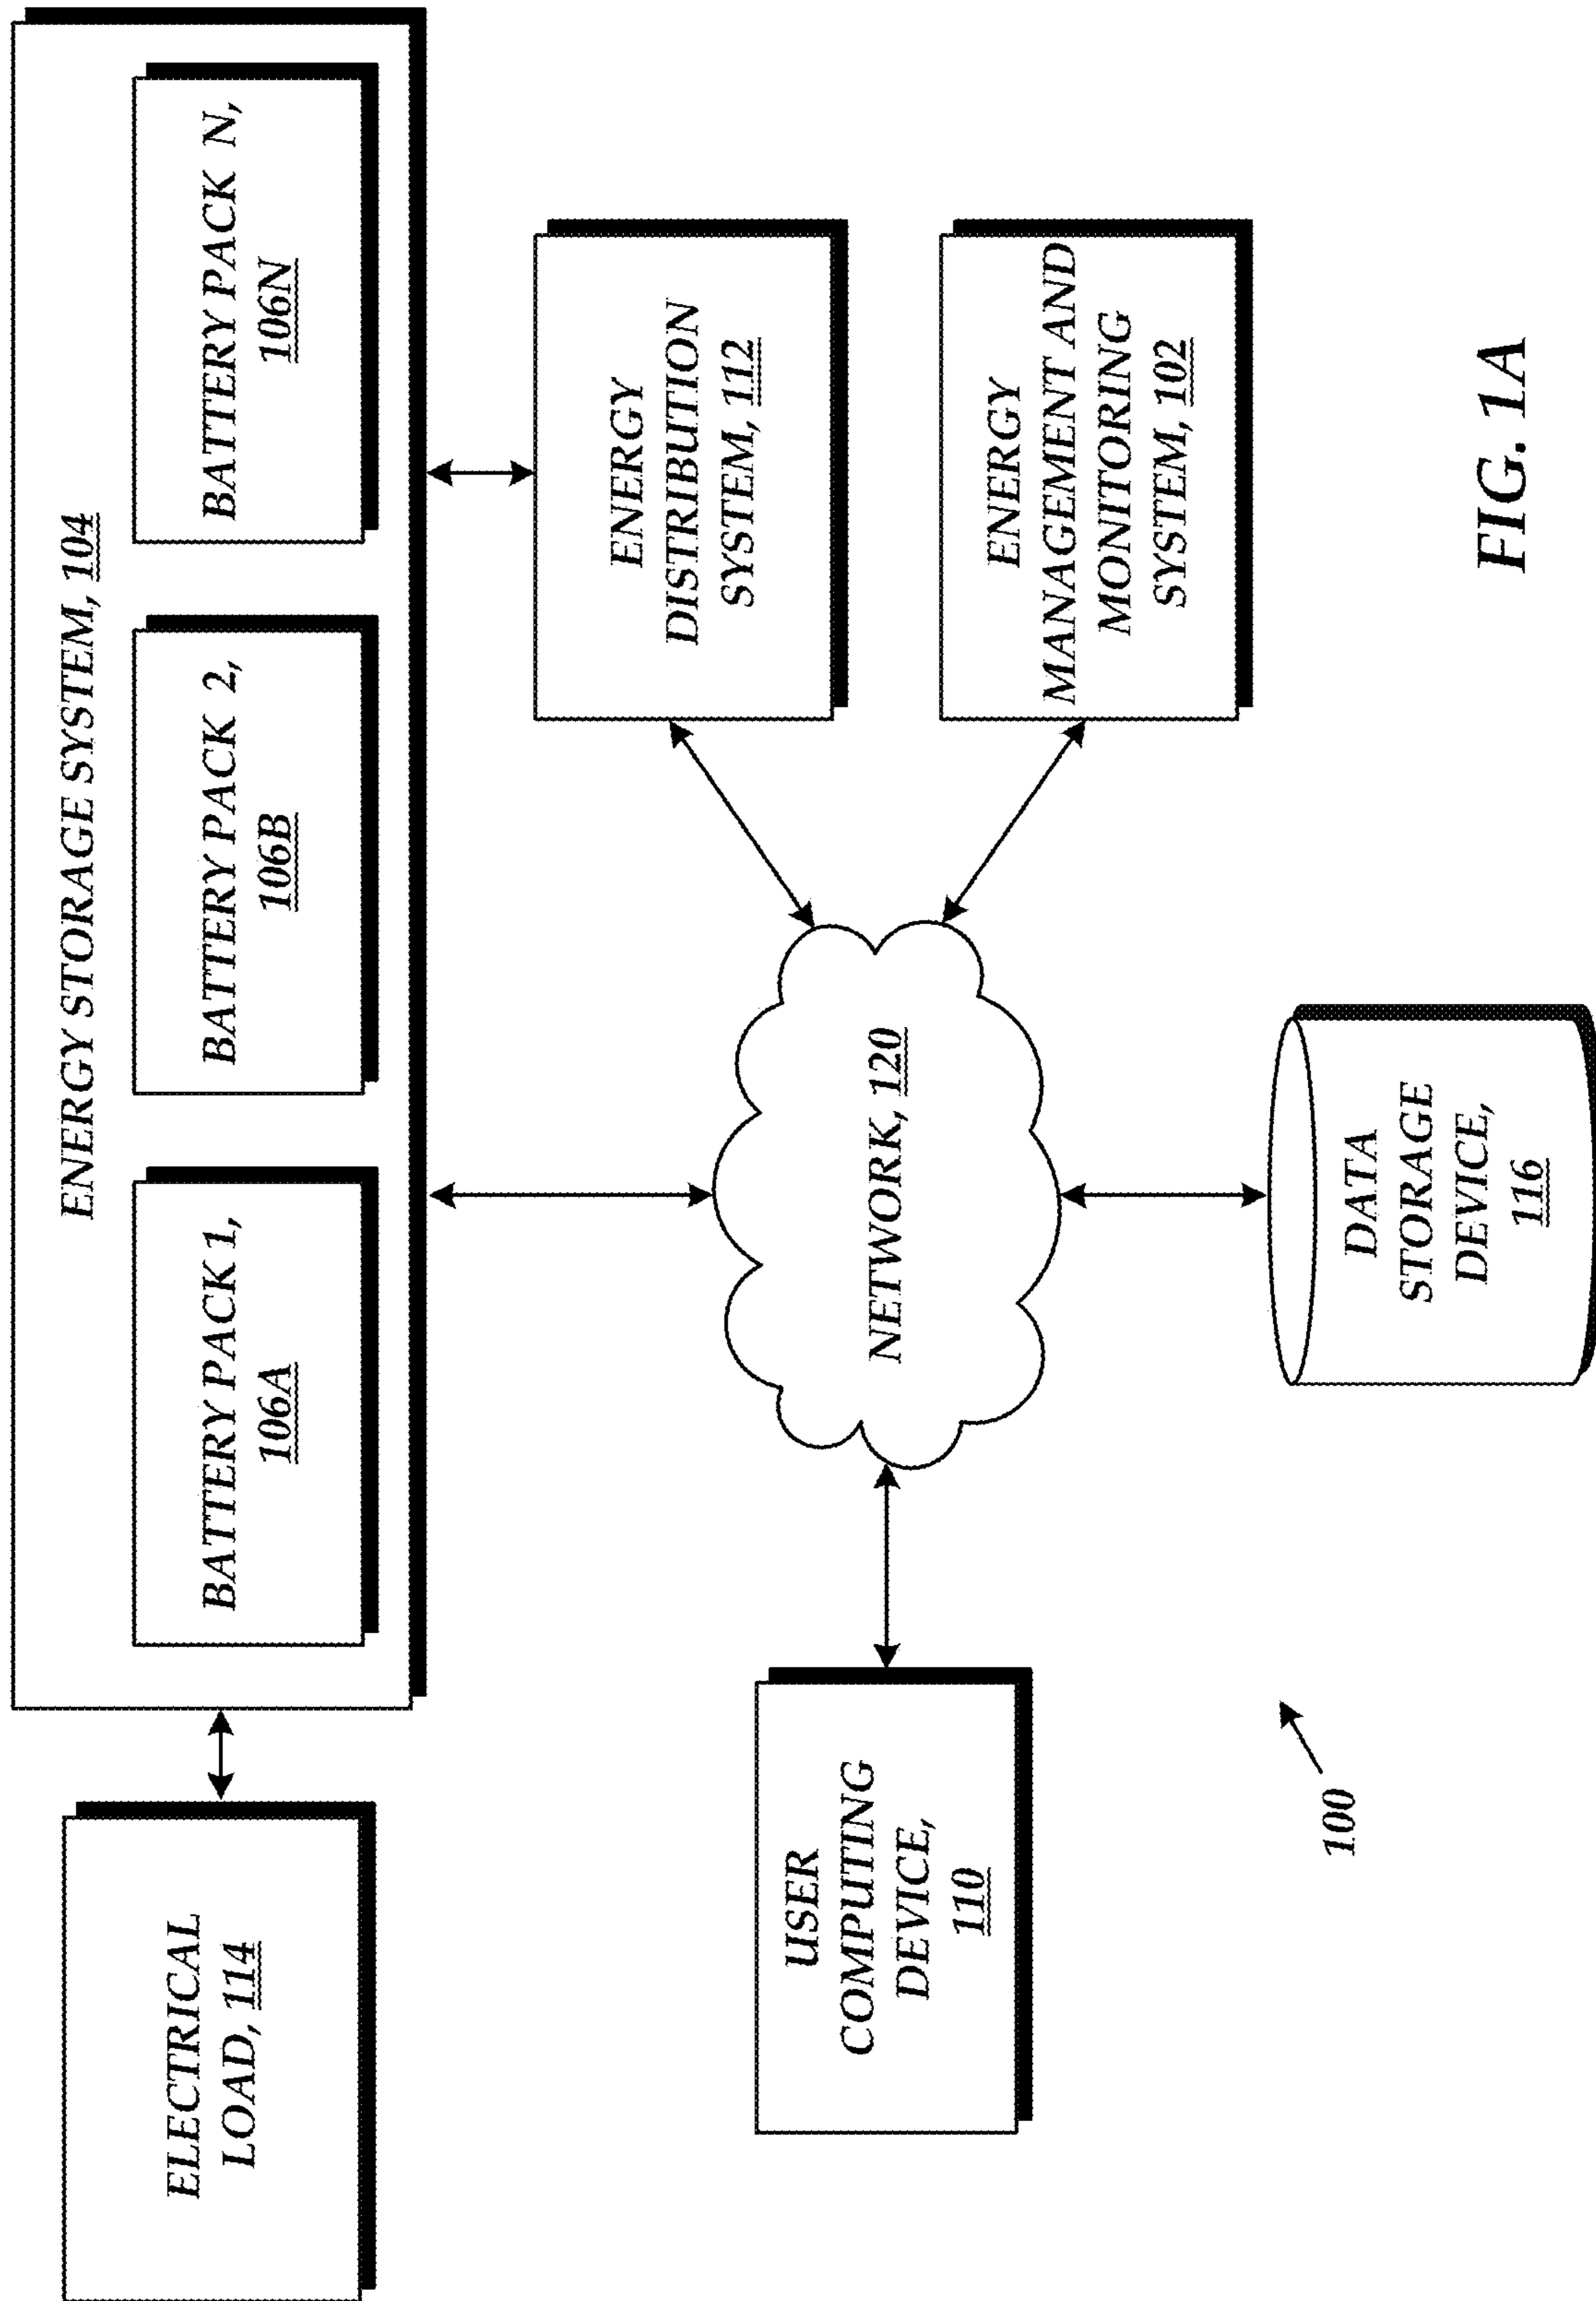 ENERGY STORAGE SYSTEM, 104
ELECTRICAL
LOAD, 114
BATTERY PACK 1,
106A
BATTERY PACK 2,
106B
BATTERY PACK N,
106N
USER
COMPUTING
DEVICE,
110
NETWORK, 120
ENERGY
DISTRIBUTION
SYSTEM, 112
ENERGY
MANAGEMENT AND
MONITORING
SYSTEM, 102
DATA
STORAGE
DEVICE,
116
100
FIG. 1A